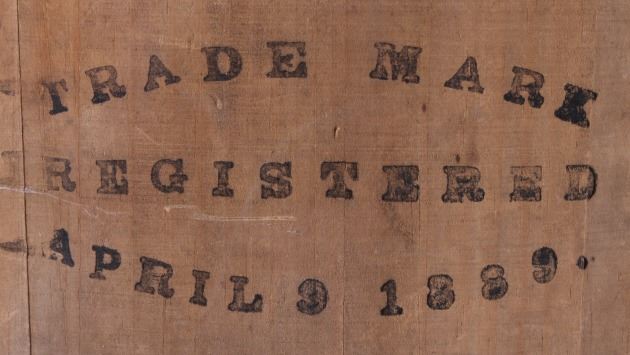 TRADE MARK
REGISTERED
APRIL 9 1889.